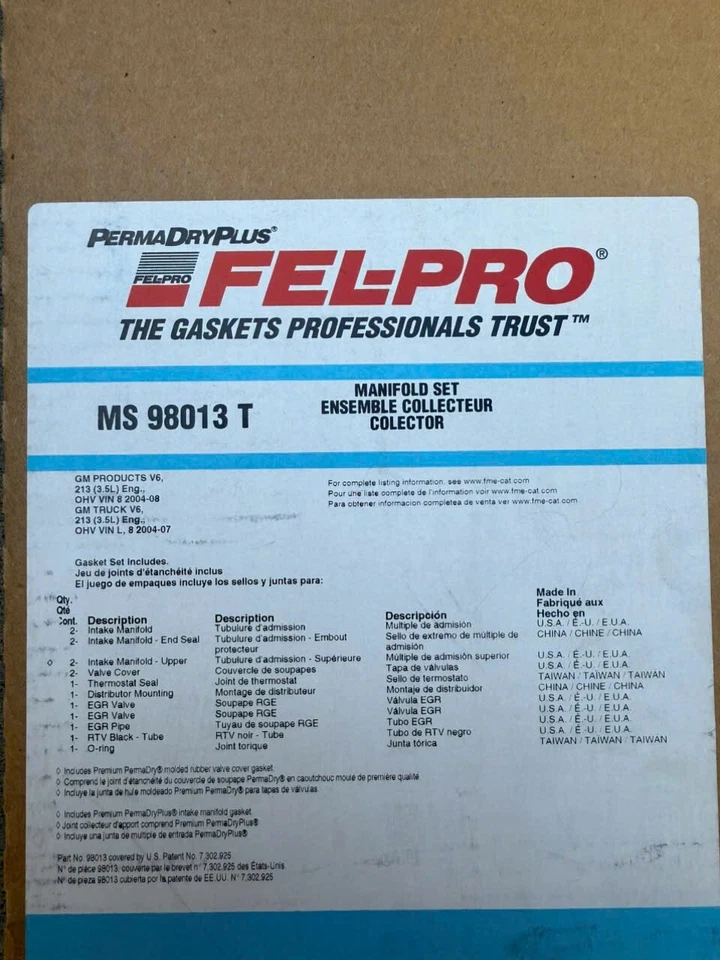 PERMADRYPLUS®
FEL-PRO
FEL-PRO®
THE GASKETS PROFESSIONALS TRUST™
MS 98013 T
MANIFOLD SET
ENSEMBLE COLLECTEUR
COLECTOR
GM PRODUCTS V6,
213 (3.5L) Eng.,
OHV VIN 8 2004-08
GM TRUCK V6,
213 (3.5L) Eng.,
OHV VIN L, 8 2004-07
For complete listing information, see www.fme-cat.com
Pour une liste complete de l'information voir www.fme-cat.com
Para obtener informacion completea de venta ver www.fme-cat.com
Gasket Set Includes.
Jeu de joints d'étanchéité inclus
El juego de empaques incluye los sellos y juntas para:
Qty.
Qté
Cont. Description Description Descripción Made In
Fabriqué aux
Hecho en
2- Intake Manifold Tubulure d'admission Multiple de admisión U.S.A. / É.-U. / E.U.A.
2- Intake Manifold - End Seal Tubulure d'admission - Embout protecteur Sello de extremo de múltiple de admisión CHINA / CHINE / CHINA
◊ 2- Intake Manifold - Upper Tubulure d'admission - Supérieure Múltiple de admisión superior U.S.A. / É.-U. / E.U.A.
2- Valve Cover Couvercle de soupapes Tapa de válvulas U.S.A. / É.-U. / E.U.A.
1- Thermostat Seal Joint de thermostat Sello de termostato TAIWAN / TAIWAN / TAIWAN
1- Distributor Mounting Montage de distributeur Montaje de distribuidor CHINA / CHINE / CHINA
1- EGR Valve Soupape RGE Válvula EGR U.S.A. / É.-U. / E.U.A.
1- EGR Valve Soupape RGE Válvula EGR U.S.A. / É.-U. / E.U.A.
1- EGR Pipe Tuyau de soupape RGE Tubo EGR U.S.A. / É.-U. / E.U.A.
1- RTV Black - Tube RTV noir - Tube Tubo de RTV negro U.S.A. / É.-U. / E.U.A.
1- O-ring Joint torique Junta tórica TAIWAN / TAIWAN / TAIWAN
◊ Includes Premium PermaDry® molded rubber valve cover gasket.
◊ Comprend le joint d'étanchéité du couvercle de soupape PermaDry® en caoutchouc moulé de première qualité
◊ Incluye la junta de hule moldeado Premium PermaDry® para tapas de válvulas.
◊ Includes Premium PermaDryPlus® intake manifold gasket.
◊ Joint collecteur d'apport comprend Premium PermaDryPlus®
◊ Incluye una junta de multiple de entrada PermaDryPlus®
Part No. 98013 covered by U.S. Patent No. 7,302,925
N° de pièce 98013, couverte par le brevet n° 7,302,925 des États-Unis
N° de pieza 98013 cubierta por la patente de EE.UU. N° 7,302,925